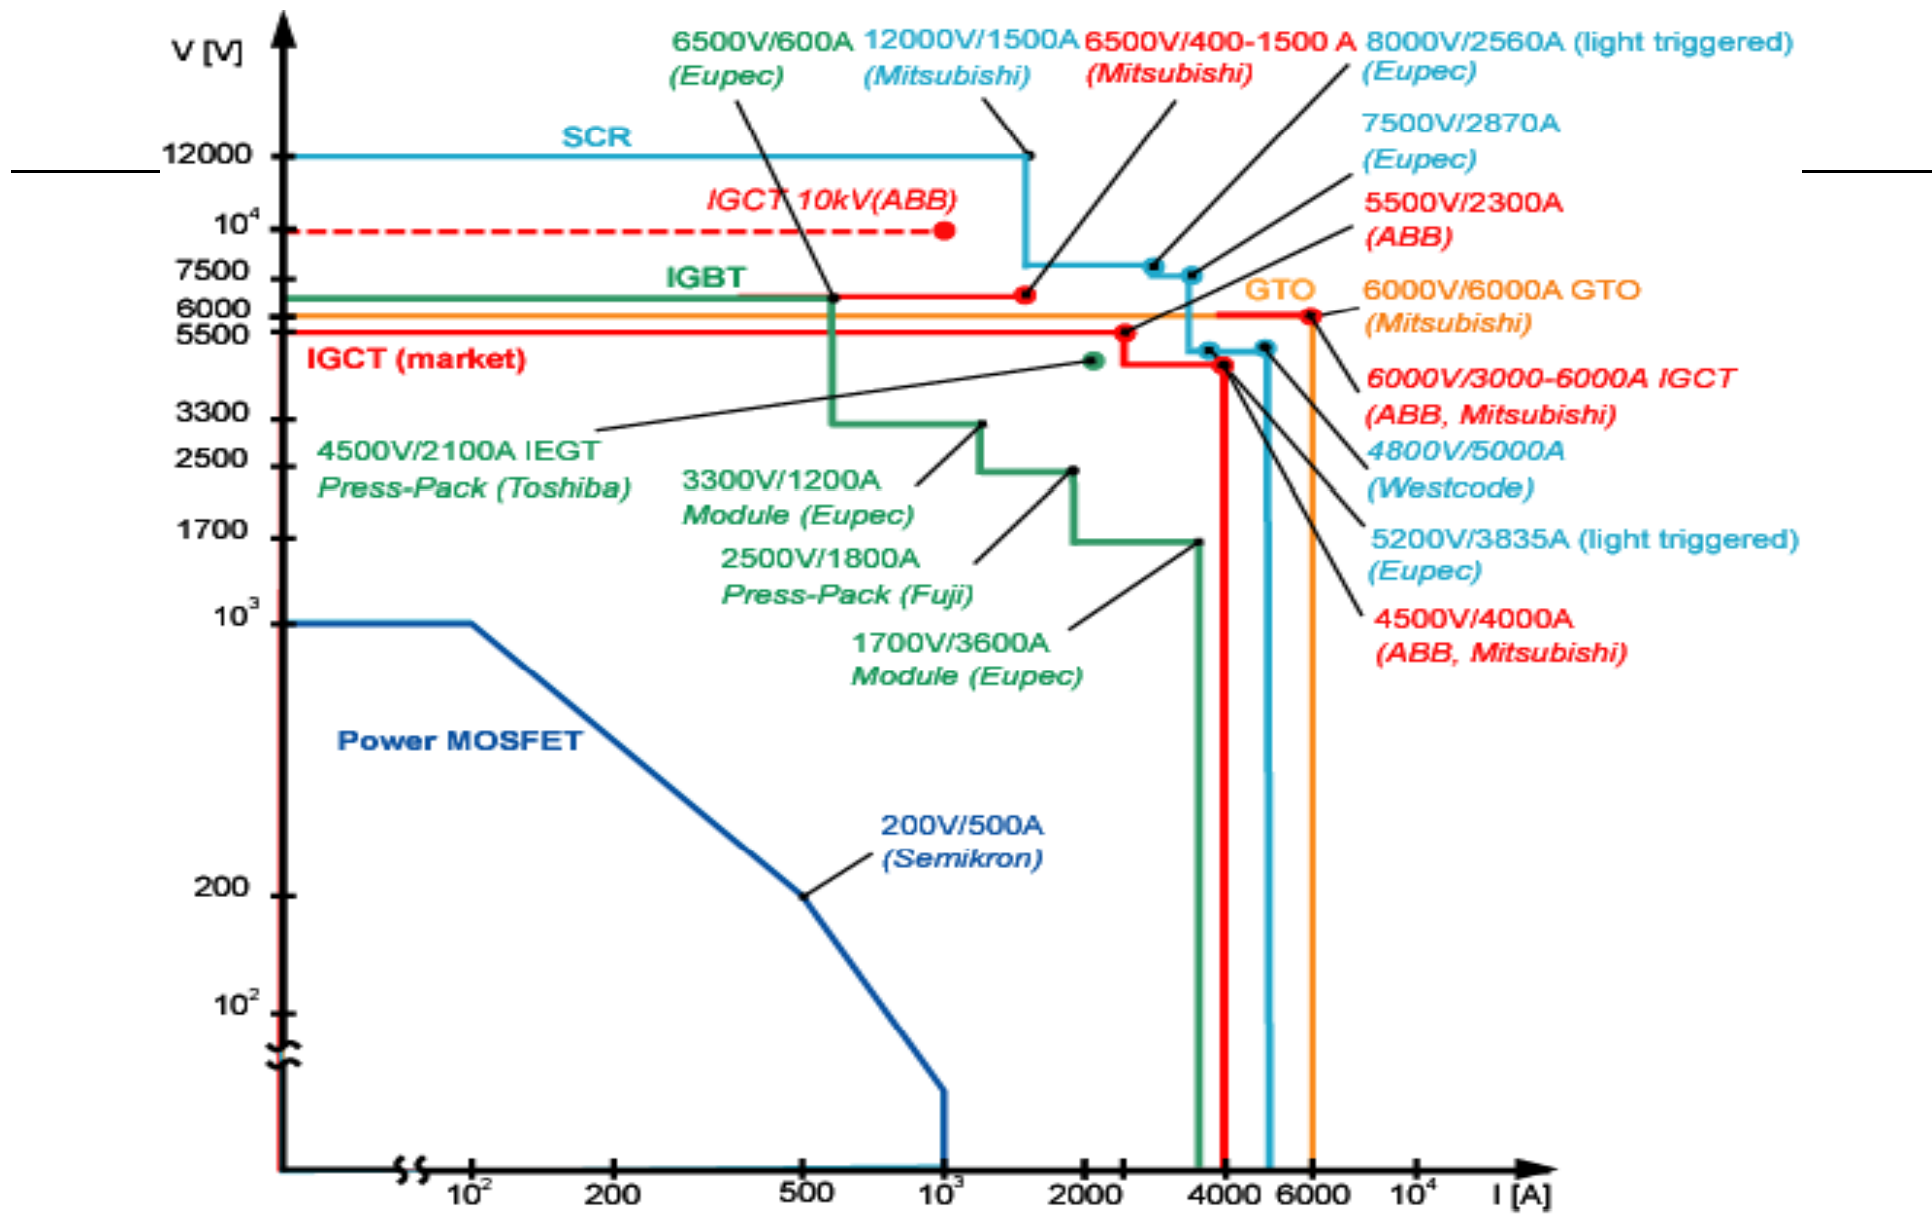 V [V]
6500V/600A
(Eupec)
12000V/1500A
(Mitsubishi)
6500V/400-1500 A
(Mitsubishi)
8000V/2560A (light triggered)
(Eupec)
7500V/2870A
(Eupec)
5500V/2300A
(ABB)
SCR
12000
IGCT 10kV(ABB)
10⁴
IGBT
7500
GTO
6000V/6000A GTO
(Mitsubishi)
6000
5500
IGCT (market)
6000V/3000-6000A IGCT
(ABB, Mitsubishi)
3300
4500V/2100A IEGT
Press-Pack (Toshiba)
2500
3300V/1200A
Module (Eupec)
4800V/5000A
(Westcode)
1700
2500V/1800A
Press-Pack (Fuji)
5200V/3835A (light triggered)
(Eupec)
10³
1700V/3600A
Module (Eupec)
4500V/4000A
(ABB, Mitsubishi)
Power MOSFET
200V/500A
(Semikron)
200
10²
10²
200
500
10³
2000
4000
6000
10⁴
I [A]